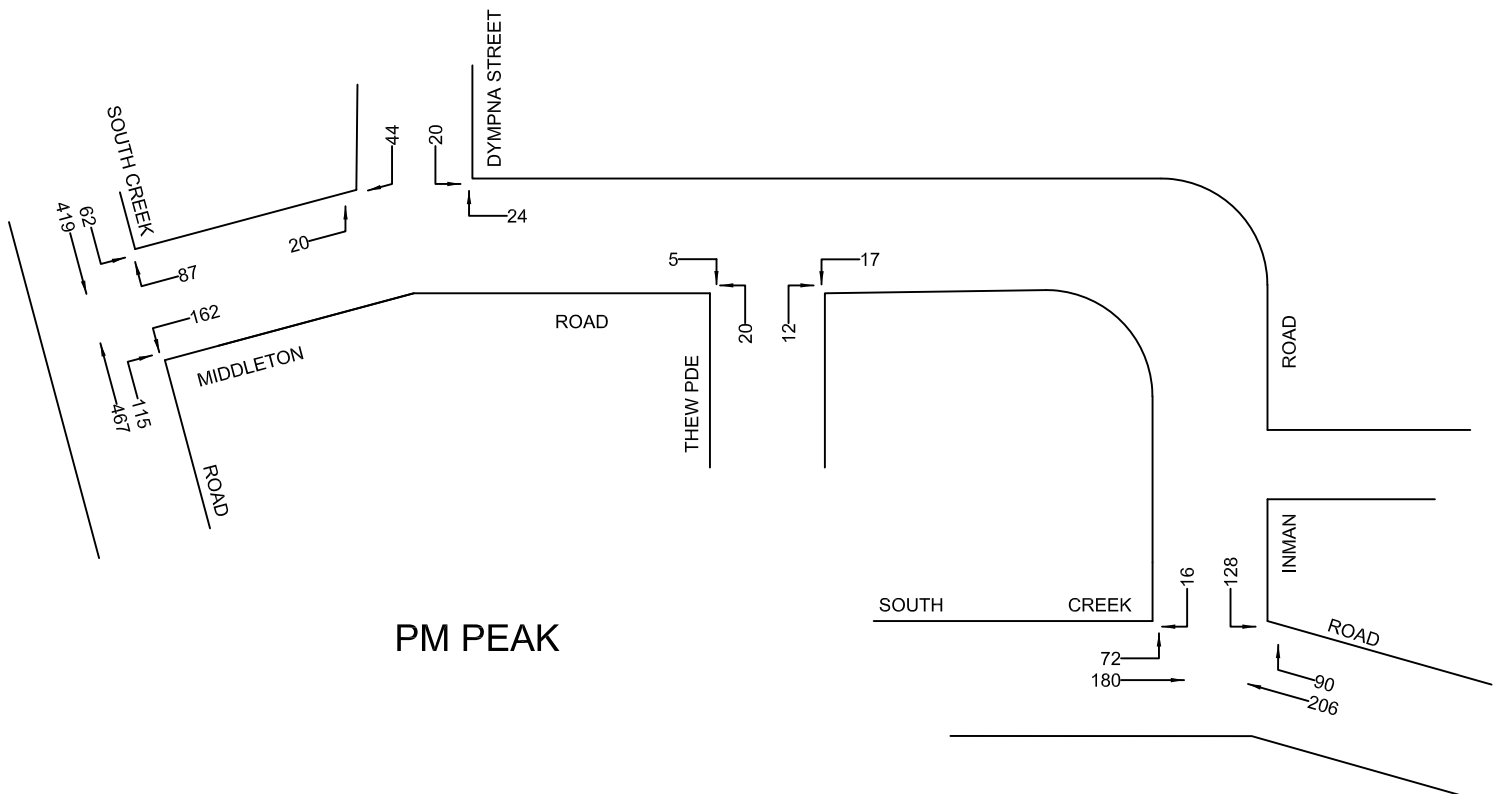 DYMPNA STREET
SOUTH CREEK
44
20
24
20
62
419
87
162
115
467
MIDDLETON
ROAD
ROAD
5
17
20
12
THEW PDE
ROAD
INMAN
16
128
SOUTH CREEK
ROAD
72
180
90
206
PM PEAK